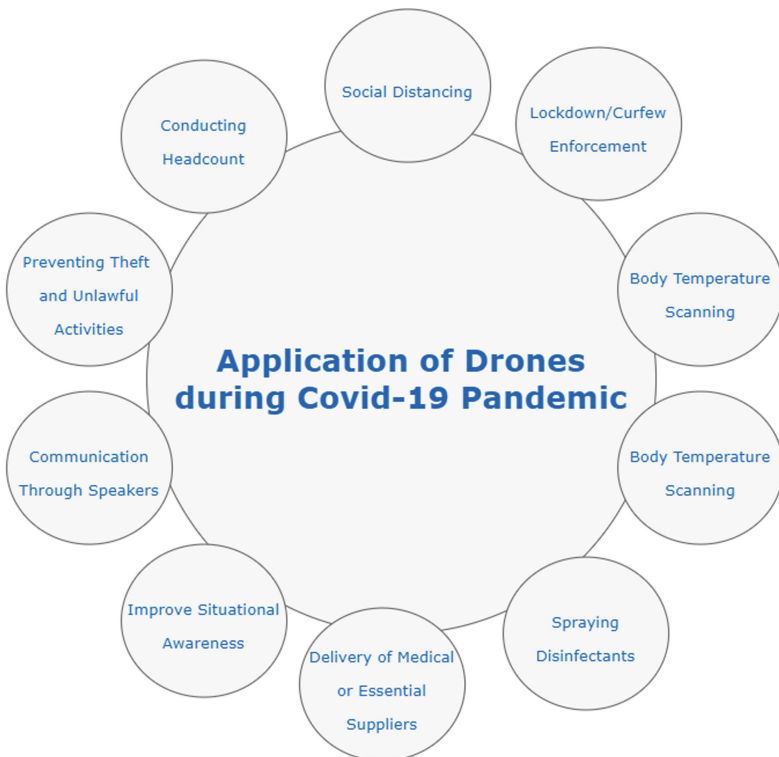 Social Distancing
Lockdown/Curfew
Enforcement
Conducting
Headcount
Preventing Theft
and Unlawful
Activities
Body Temperature
Scanning
Application of Drones
during Covid-19 Pandemic
Communication
Through Speakers
Body Temperature
Scanning
Improve Situational
Awareness
Spraying
Disinfectants
Delivery of Medical
or Essential
Suppliers